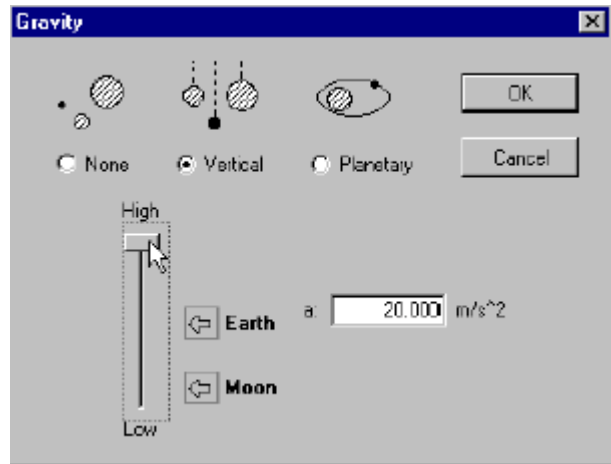 Gravity
OK
None
Vertical
Planetary
Cancel
High
Earth
a: 20.000 m/s^2
Moon
Low